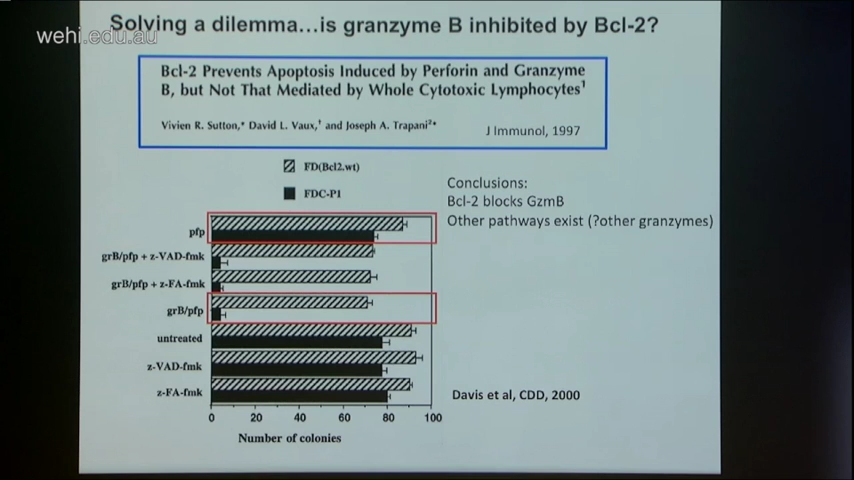 Solving a dilemma…is granzyme B inhibited by Bcl-2?
wehi.edu.au
Bcl-2 Prevents Apoptosis Induced by Perforin and Granzyme
B, but Not That Mediated by Whole Cytotoxic Lymphocytes¹
Vivien R. Sutton,* David L. Vaux,† and Joseph A. Trapani²*
J Immunol, 1997
FD(Bcl2.wt)
FDC-P1
Conclusions:
Bcl-2 blocks GzmB
Other pathways exist (?other granzymes)
pfp
grB/pfp + z-VAD-fmk
grB/pfp + z-FA-fmk
grB/pfp
untreated
z-VAD-fmk
z-FA-fmk
Davis et al, CDD, 2000
0 20 40 60 80 100
Number of colonies